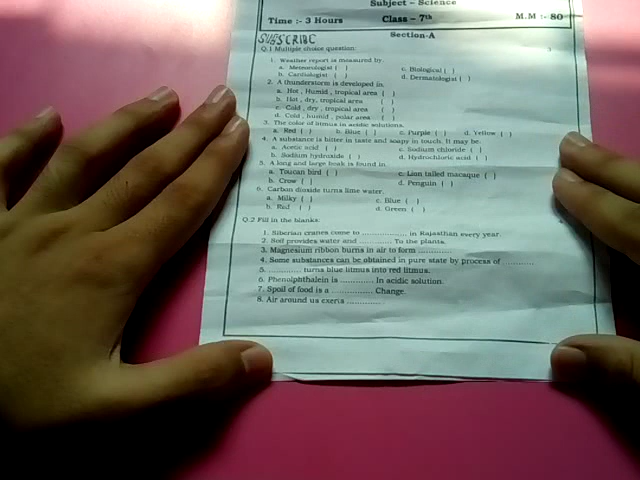 Subject - Science
Time :- 3 Hours Class - 7th M.M :- 80
SUBSCRIBE Section-A
Q.1 Multiple choice question: 3
1. Weather report is measured by
a. Meteorologist ( ) c. Biological ( )
b. Cardiologist ( ) d. Dermatologist ( )
2. A thunderstorm is developed in.
a. Hot , Humid , tropical area ( )
b. Hot , dry, tropical area ( )
c. Cold , dry , tropical area ( )
d. Cold , humid , polar area ( )
3. The color of litmus in acidic solutions.
a. Red ( ) b. Blue ( ) c. Purple ( ) d. Yellow ( )
4. A substance is bitter in taste and soapy in touch. It may be.
a. Acetic acid ( ) c. Sodium chloride ( )
b. Sodium hydroxide ( ) d. Hydrochloric acid ( )
5. A long and large beak is found in
a. Toucan bird ( ) c. Lion tailed macaque ( )
b. Crow ( ) d. Penguin ( )
6. Carbon dioxide turns lime water.
a. Milky ( ) c. Blue ( )
b. Red ( ) d. Green ( )
Q.2 Fill in the blanks:
1. Siberian cranes come to .................. in Rajasthan every year.
2. Soil provides water and ............ To the plants.
3. Magnesium ribbon burns in air to form ............
4. Some substances can be obtained in pure state by process of ............
5. ............ turns blue litmus into red litmus.
6. Phenolphthalein is ............ In acidic solution.
7. Spoil of food is a ............... Change.
8. Air around us exerts ............